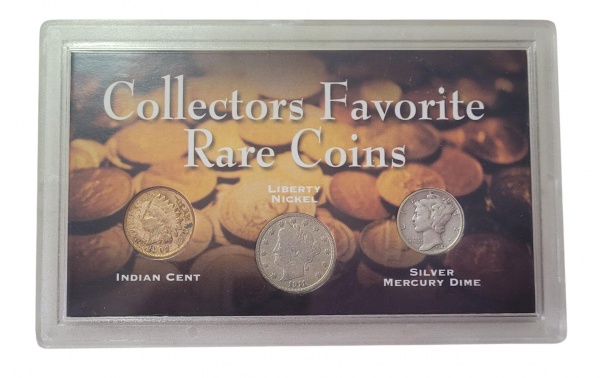 Collectors Favorite
Rare Coins
LIBERTY
NICKEL
INDIAN CENT
SILVER
MERCURY DIME